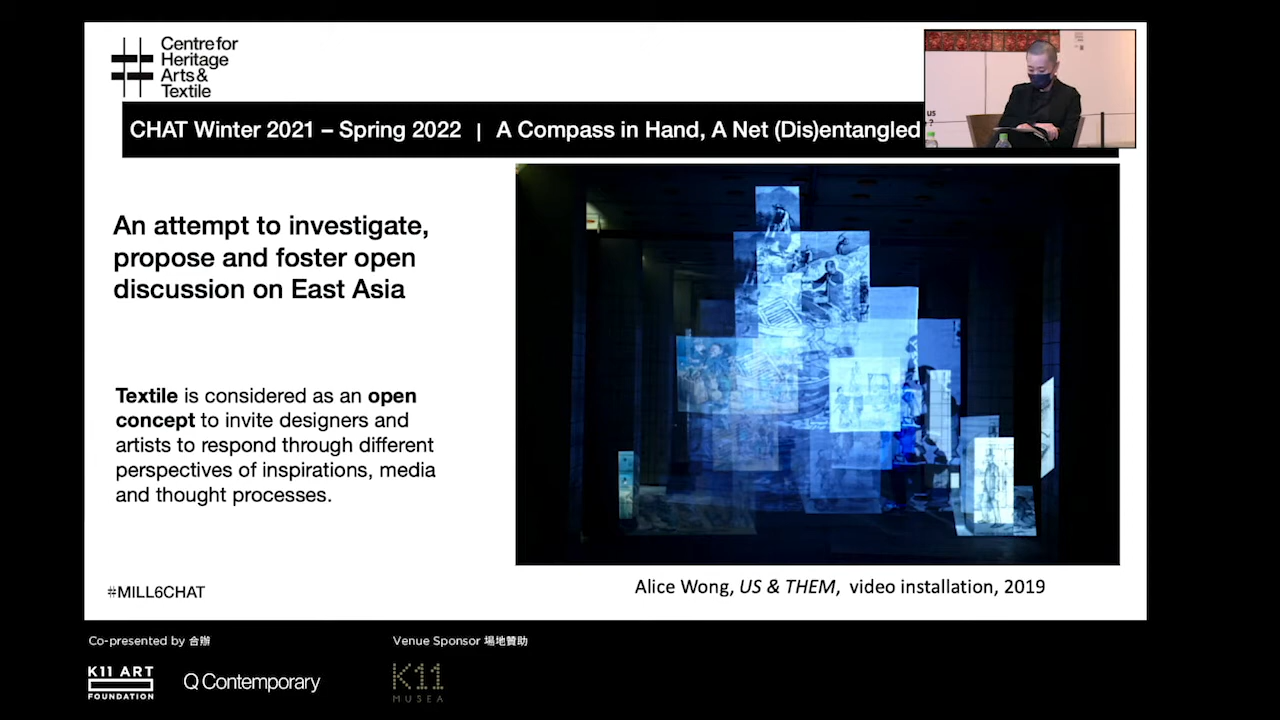 Centre for
Heritage
Arts &
Textile
CHAT Winter 2021 – Spring 2022 | A Compass in Hand, A Net (Dis)entangled
us
?
us
An attempt to investigate,
propose and foster open
discussion on East Asia
Textile is considered as an open
concept to invite designers and
artists to respond through different
perspectives of inspirations, media
and thought processes.
#MILL6CHAT
Alice Wong, US & THEM, video installation, 2019
Co-presented by 合辦
Venue Sponsor 場地贊助
K11 ART
FOUNDATION
Q Contemporary
K11
MUSEA